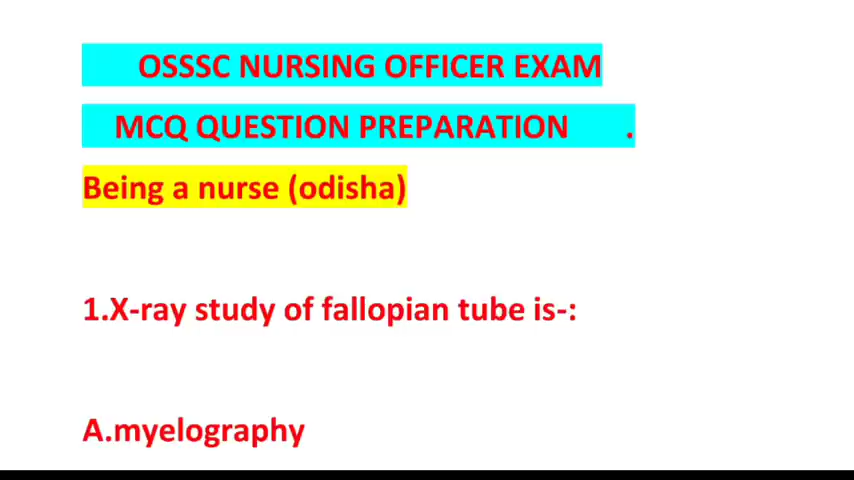 OSSSC NURSING OFFICER EXAM
MCQ QUESTION PREPARATION .
Being a nurse (odisha)
1.X-ray study of fallopian tube is-:
A.myelography